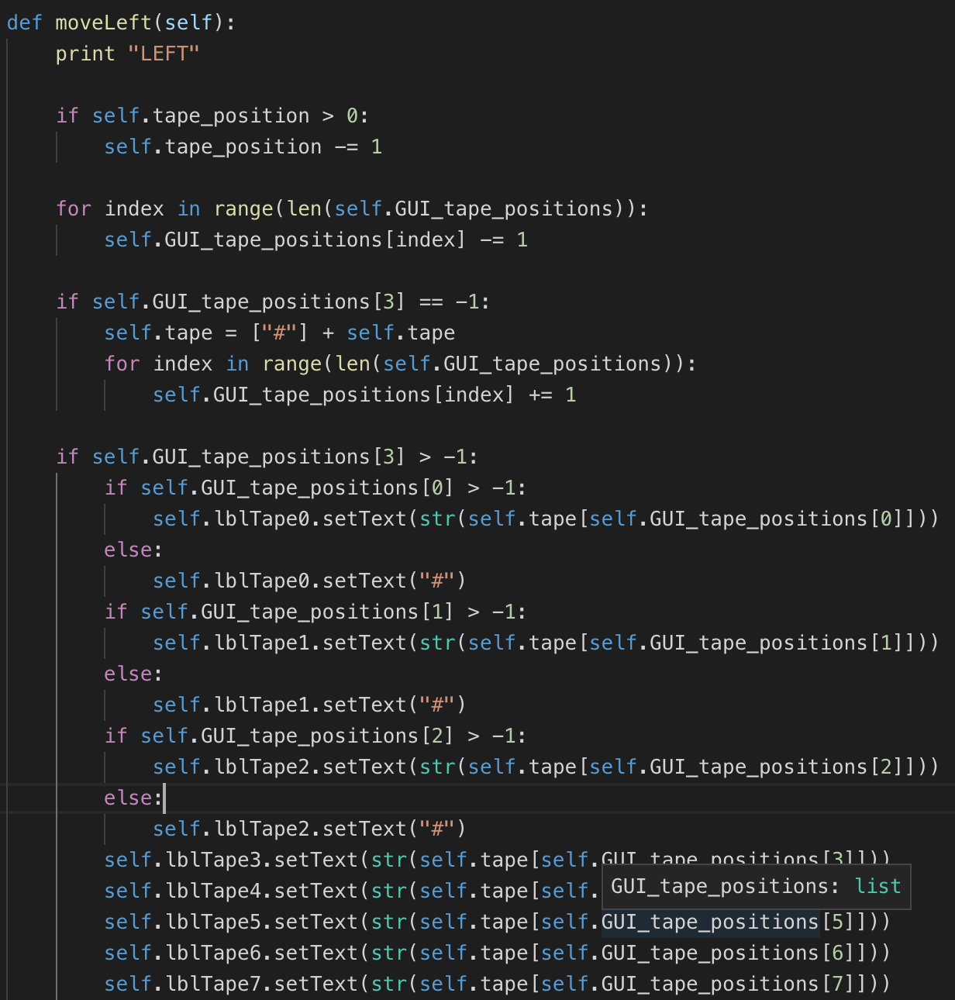 def moveLeft(self):
    print "LEFT"

    if self.tape_position > 0:
        self.tape_position -= 1

    for index in range(len(self.GUI_tape_positions)):
        self.GUI_tape_positions[index] -= 1

    if self.GUI_tape_positions[3] == -1:
        self.tape = ["#"] + self.tape
        for index in range(len(self.GUI_tape_positions)):
            self.GUI_tape_positions[index] += 1

    if self.GUI_tape_positions[3] > -1:
        if self.GUI_tape_positions[0] > -1:
            self.lblTape0.setText(str(self.tape[self.GUI_tape_positions[0]]))
        else:
            self.lblTape0.setText("#")
        if self.GUI_tape_positions[1] > -1:
            self.lblTape1.setText(str(self.tape[self.GUI_tape_positions[1]]))
        else:
            self.lblTape1.setText("#")
        if self.GUI_tape_positions[2] > -1:
            self.lblTape2.setText(str(self.tape[self.GUI_tape_positions[2]]))
        else:
            self.lblTape2.setText("#")
        self.lblTape3.setText(str(self.tape[self.GUI_tape_positions[3]]))
        self.lblTape4.setText(str(self.tape[self.
GUI_tape_positions: list
        self.lblTape5.setText(str(self.tape[self.GUI_tape_positions[5]]))
        self.lblTape6.setText(str(self.tape[self.GUI_tape_positions[6]]))
        self.lblTape7.setText(str(self.tape[self.GUI_tape_positions[7]]))